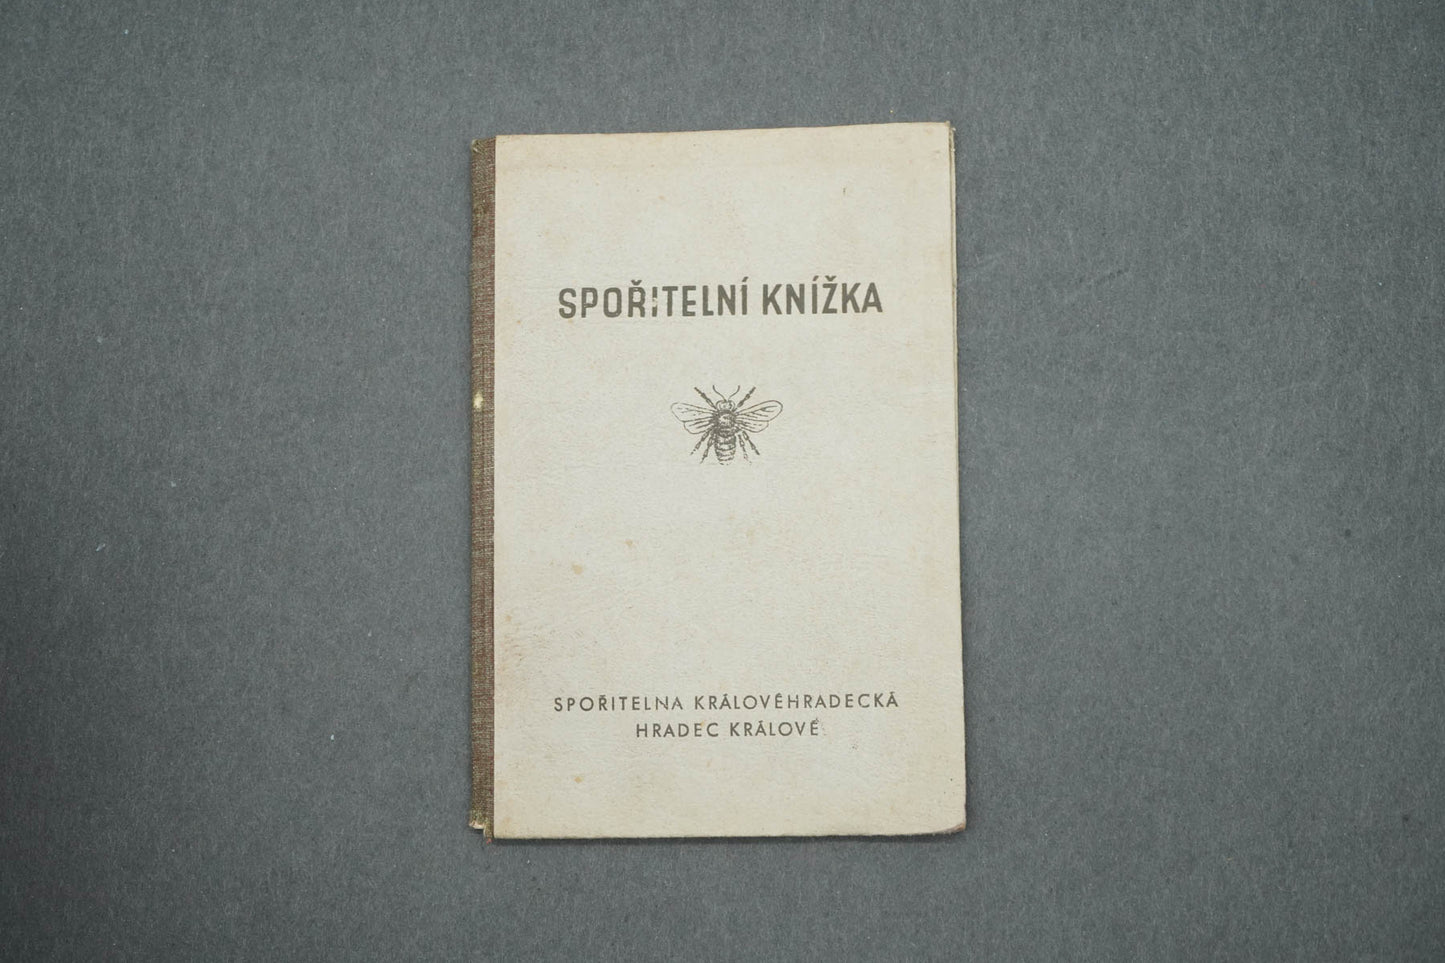 SPOŘITELNÍ KNÍŽKA
SPOŘITELNA KRÁLOVÉHRADECKÁ
HRADEC KRÁLOVÉ